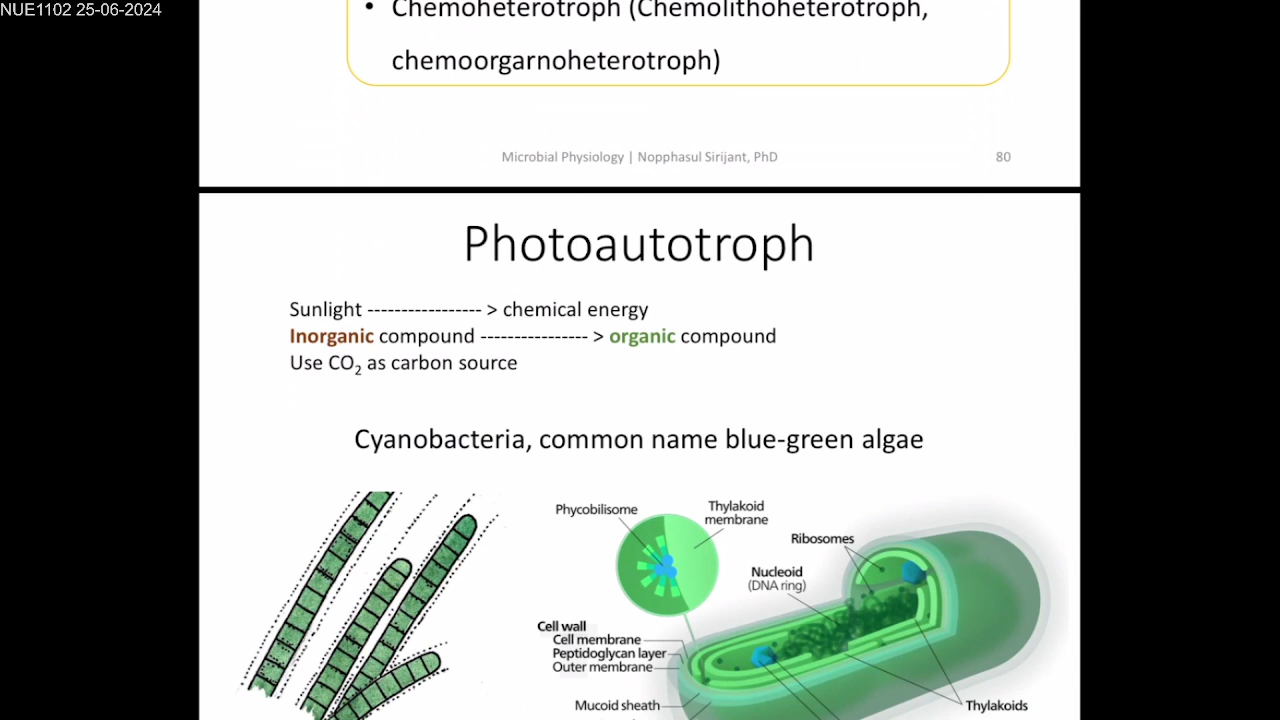 NUE1102 25-06-2024
• Chemoheterotroph (Chemolithoheterotroph,
chemoorgarnoheterotroph)
Microbial Physiology | Nopphasul Sirijant, PhD
80
Photoautotroph
Sunlight ----------------- > chemical energy
Inorganic compound ---------------- > organic compound
Use CO₂ as carbon source
Cyanobacteria, common name blue-green algae
Phycobilisome
Thylakoid
membrane
Ribosomes
Nucleoid
(DNA ring)
Cell wall
Cell membrane
Peptidoglycan layer
Outer membrane
Mucoid sheath
Thylakoids